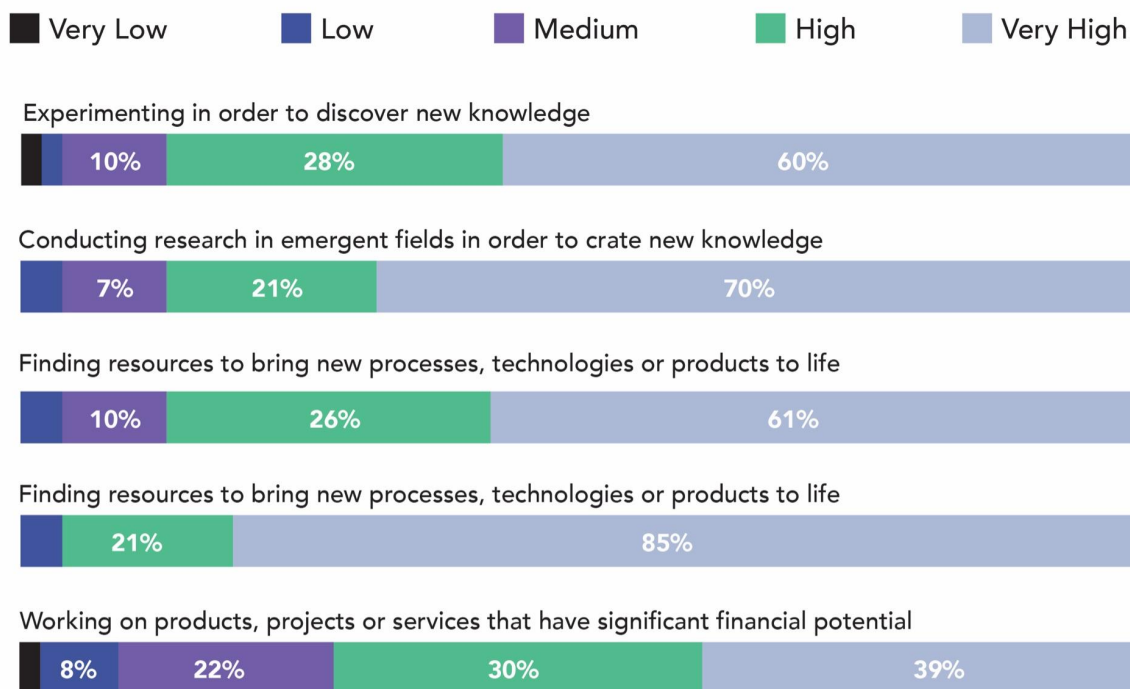 Very Low Low Medium High Very High
Experimenting in order to discover new knowledge
10% 28% 60%
Conducting research in emergent fields in order to crate new knowledge
7% 21% 70%
Finding resources to bring new processes, technologies or products to life
10% 26% 61%
Finding resources to bring new processes, technologies or products to life
21% 85%
Working on products, projects or services that have significant financial potential
8% 22% 30% 39%